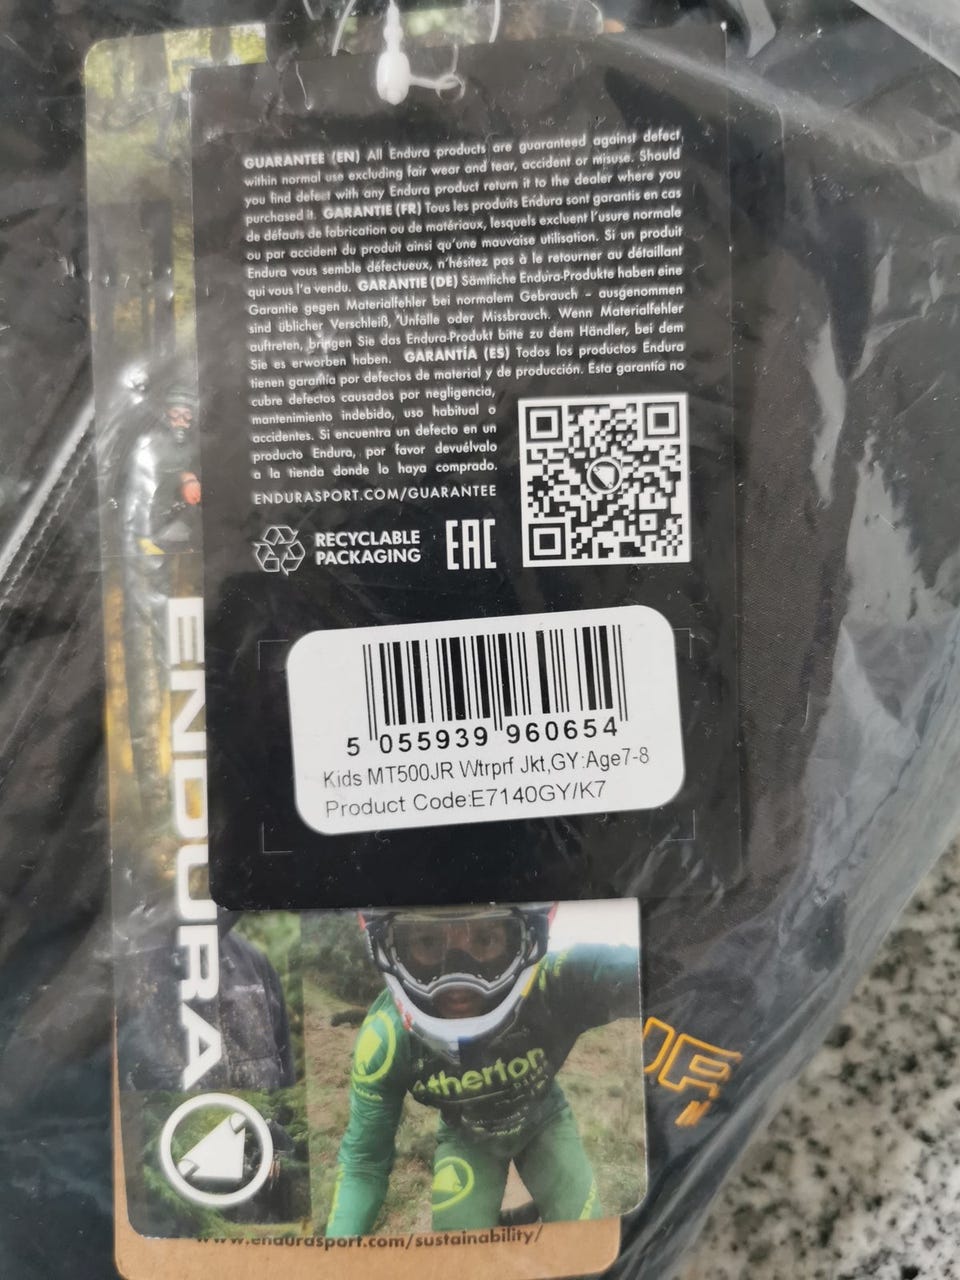 GUARANTEE (EN) All Endura products are guaranteed against defect,
within normal use excluding fair wear and tear, accident or misuse. Should
you find defect with any Endura product return it to the dealer where you
purchased it. GARANTIE (FR) Tous les produits Endura sont garantis en cas
de défauts de fabrication ou de matériaux, lesquels excluent l'usure normale
ou par accident du produit ainsi qu'une mauvaise utilisation. Si un produit
Endura vous semble défectueux, n'hésitez pas à le retourner au détaillant
qui vous l'a vendu. GARANTIE (DE) Sämtliche Endura-Produkte haben eine
Garantie gegen Materialfehler bei normalem Gebrauch – ausgenommen
sind üblicher Verschleiß, Unfälle oder Missbrauch. Wenn Materialfehler
auftreten, bringen Sie das Endura-Produkt bitte zu dem Händler, bei dem
Sie es erworben haben. GARANTÍA (ES) Todos los productos Endura
tienen garantía por defectos de material y de producción. Esta garantía no
cubre defectos causados por negligencia,
mantenimiento indebido, uso habitual o
accidentes. Si encuentra un defecto en un
producto Endura, por favor devuélvalo
a la tienda donde lo haya comprado.
ENDURASPORT.COM/GUARANTEE
RECYCLABLE
PACKAGING
EAC
5 055939 960654
Kids MT500JR Wtrprf Jkt,GY:Age7-8
Product Code:E7140GY/K7
ENDURA
therton
www.endurasport.com/sustainability/